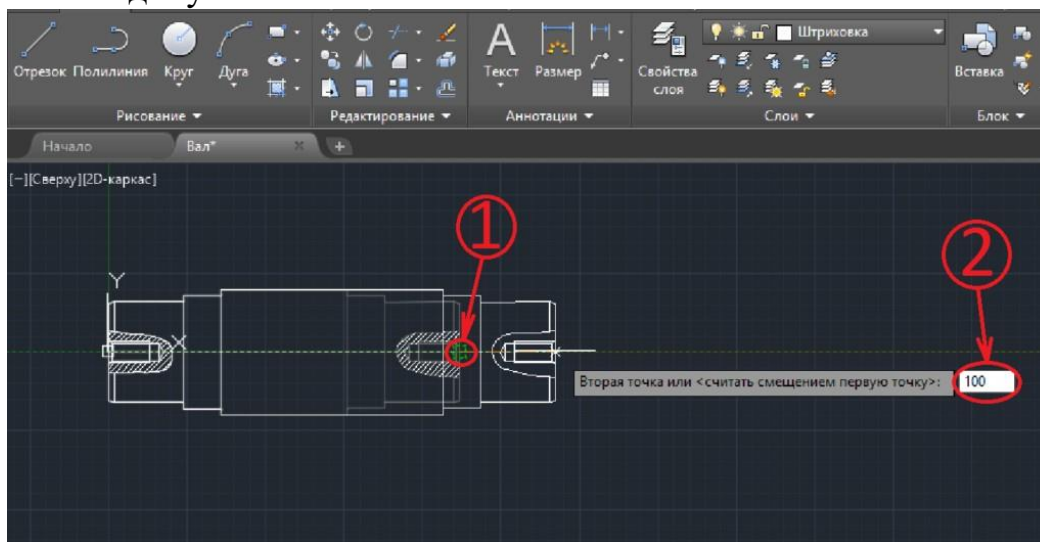 Отрезок Полилиния Круг Дуга
Текст Размер
Свойства слоя
Штриховка
Вставка
Рисование
Редактирование
Аннотации
Слои
Блок
Начало
Вал*
[−][Сверху][2D-каркас]
1
2
Y
X
Вторая точка или <считать смещением первую точку>:
100